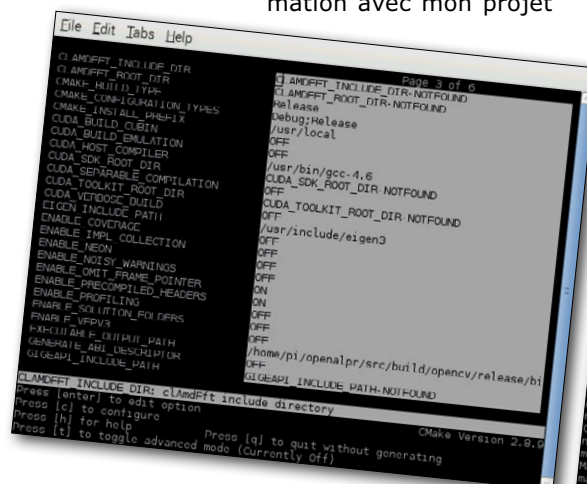 mation avec mon projet
File Edit Tabs Help
Page 3 of 6
CLAMDFFT_INCLUDE_DIR CLAMDFFT_INCLUDE_DIR-NOTFOUND
CLAMDFFT_ROOT_DIR CLAMDFFT_ROOT_DIR-NOTFOUND
CMAKE_BUILD_TYPE Release
CMAKE_CONFIGURATION_TYPES Debug;Release
CMAKE_INSTALL_PREFIX /usr/local
CUDA_BUILD_CUBIN OFF
CUDA_BUILD_EMULATION OFF
CUDA_HOST_COMPILER /usr/bin/gcc-4.6
CUDA_SDK_ROOT_DIR CUDA_SDK_ROOT_DIR-NOTFOUND
CUDA_SEPARABLE_COMPILATION OFF
CUDA_TOOLKIT_ROOT_DIR CUDA_TOOLKIT_ROOT_DIR-NOTFOUND
CUDA_VERBOSE_BUILD OFF
EIGEN_INCLUDE_PATH /usr/include/eigen3
ENABLE_COVERAGE OFF
ENABLE_IMPL_COLLECTION OFF
ENABLE_NEON OFF
ENABLE_NOISY_WARNINGS OFF
ENABLE_OMIT_FRAME_POINTER ON
ENABLE_PRECOMPILED_HEADERS ON
ENABLE_PROFILING OFF
ENABLE_SOLUTION_FOLDERS OFF
ENABLE_VFPV3 OFF
EXECUTABLE_OUTPUT_PATH /home/pi/openalpr/src/build/opencv/release/bi
GENERATE_ABI_DESCRIPTOR OFF
GIGEAPI_INCLUDE_PATH GIGEAPI_INCLUDE_PATH-NOTFOUND
CLAMDFFT_INCLUDE_DIR: clAmdFft include directory
Press [enter] to edit option CMake Version 2.8.9
Press [c] to configure
Press [h] for help Press [q] to quit without generating
Press [t] to toggle advanced mode (Currently Off)